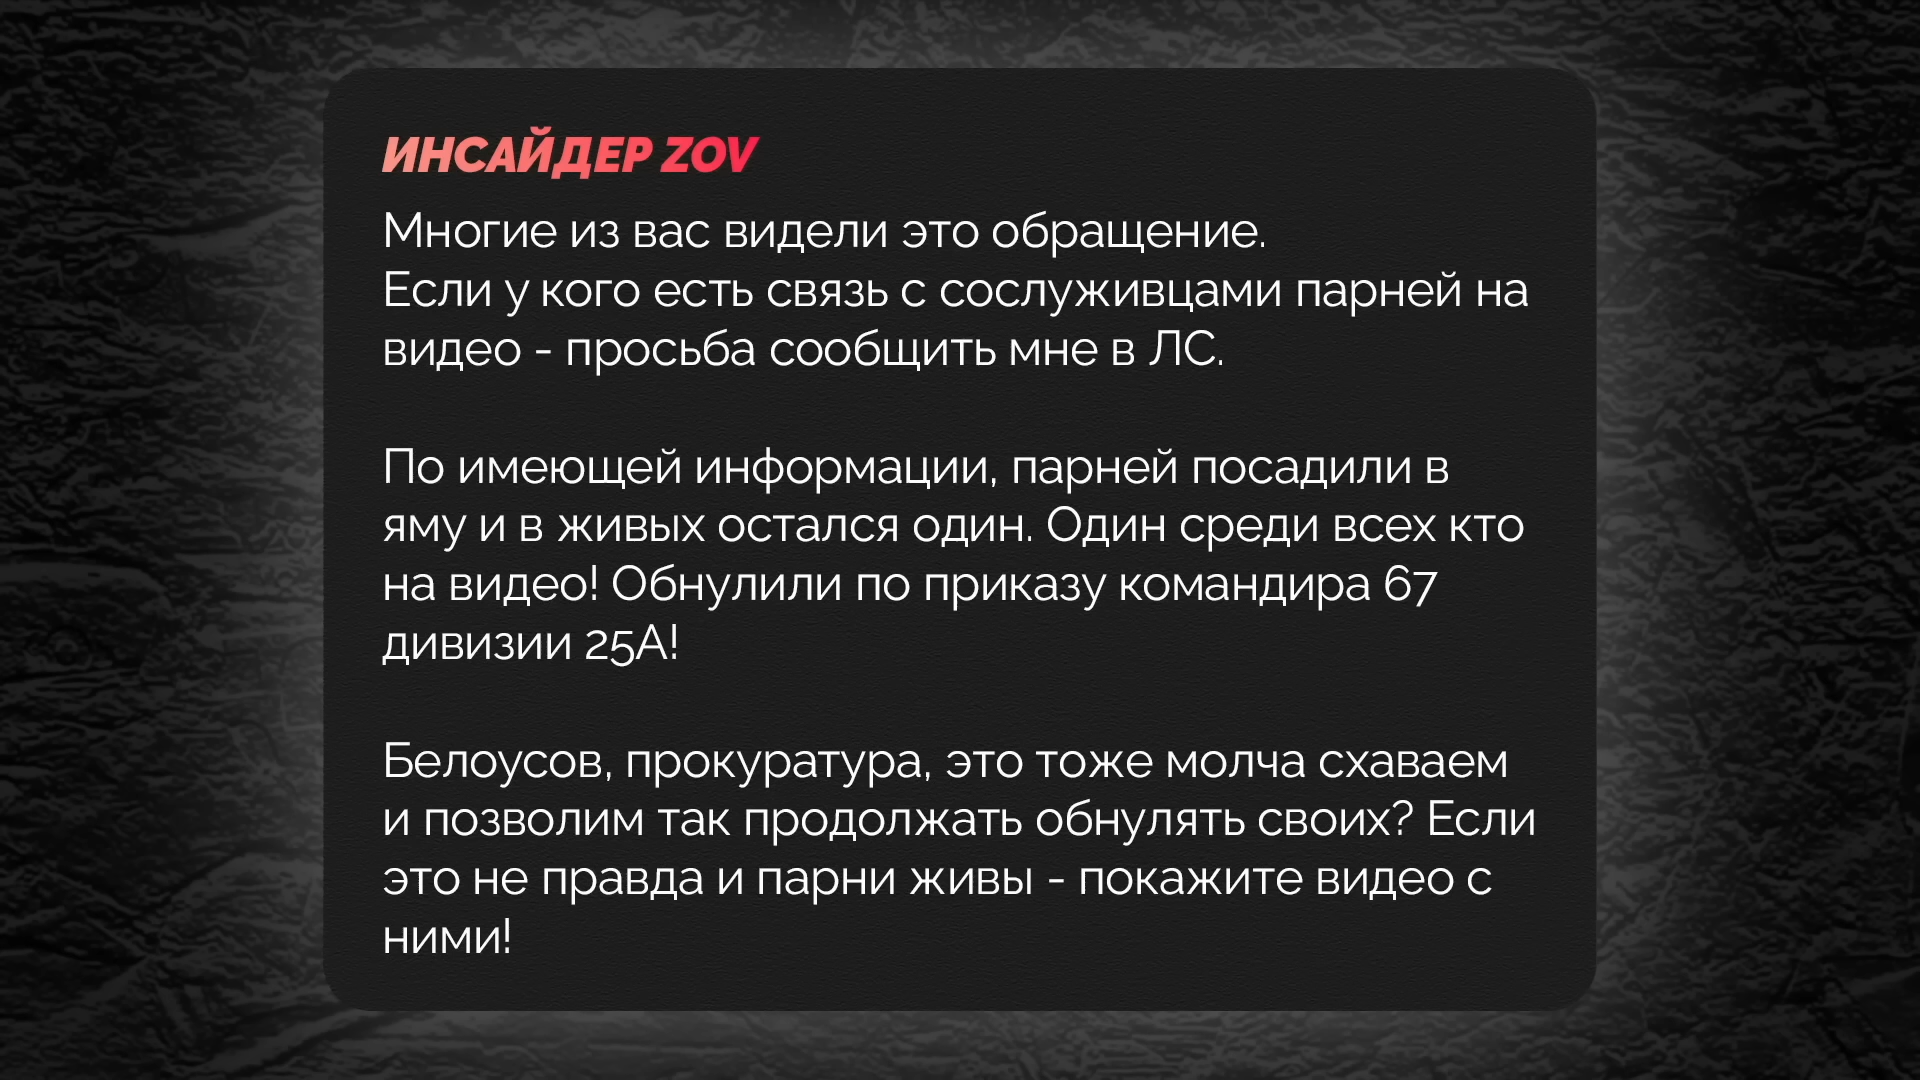 ИНСАЙДЕР ZOV
Многие из вас видели это обращение.
Если у кого есть связь с сослуживцами парней на
видео - просьба сообщить мне в ЛС.
По имеющей информации, парней посадили в
яму и в живых остался один. Один среди всех кто
на видео! Обнулили по приказу командира 67
дивизии 25А!
Белоусов, прокуратура, это тоже молча схаваем
и позволим так продолжать обнулять своих? Если
это не правда и парни живы - покажите видео с
ними!